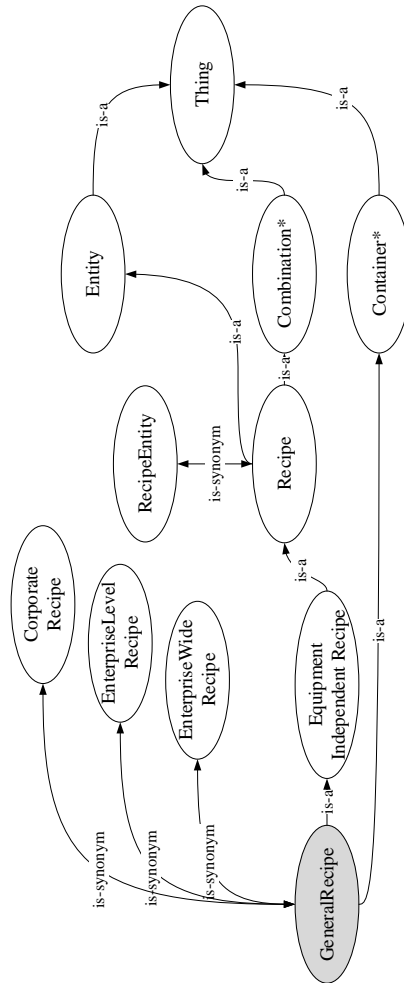 Thing
is-a
is-a
is-a
Entity
Combination*
Container*
is-a
is-a
RecipeEntity
is-synonym
Recipe
is-a
Corporate
Recipe
EnterpriseLevel
Recipe
EnterpriseWide
Recipe
Equipment
Independent Recipe
is-a
is-synonym
is-synonym
is-synonym
is-a
GeneralRecipe